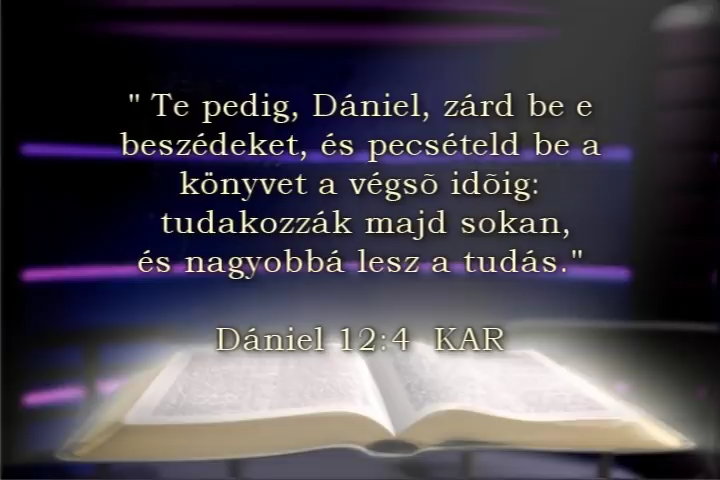 " Te pedig, Dániel, zárd be e
beszédeket, és pecsételd be a
könyvet a végsõ idõig:
tudakozzák majd sokan,
és nagyobbá lesz a tudás."
Dániel 12:4 KAR